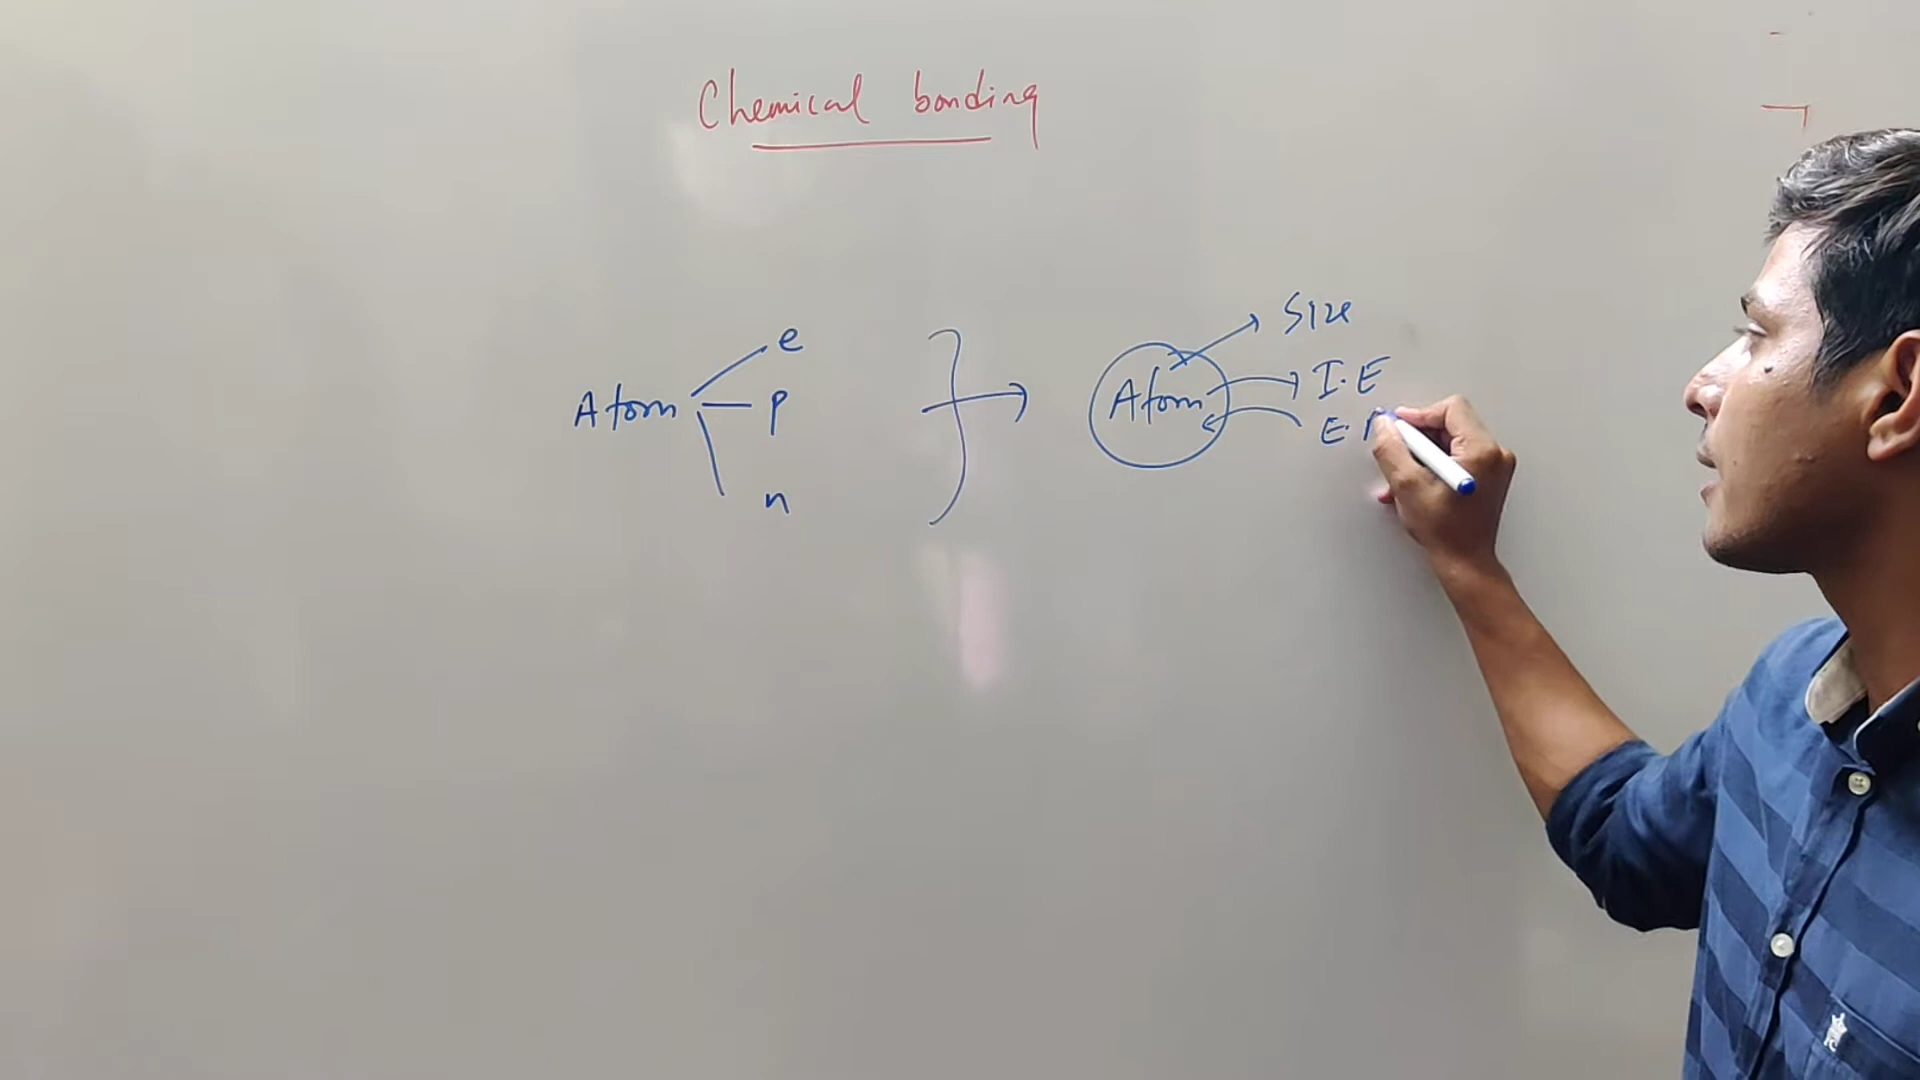 Chemical bonding
e
Atom p
n
Atom
Size
I.E
E.